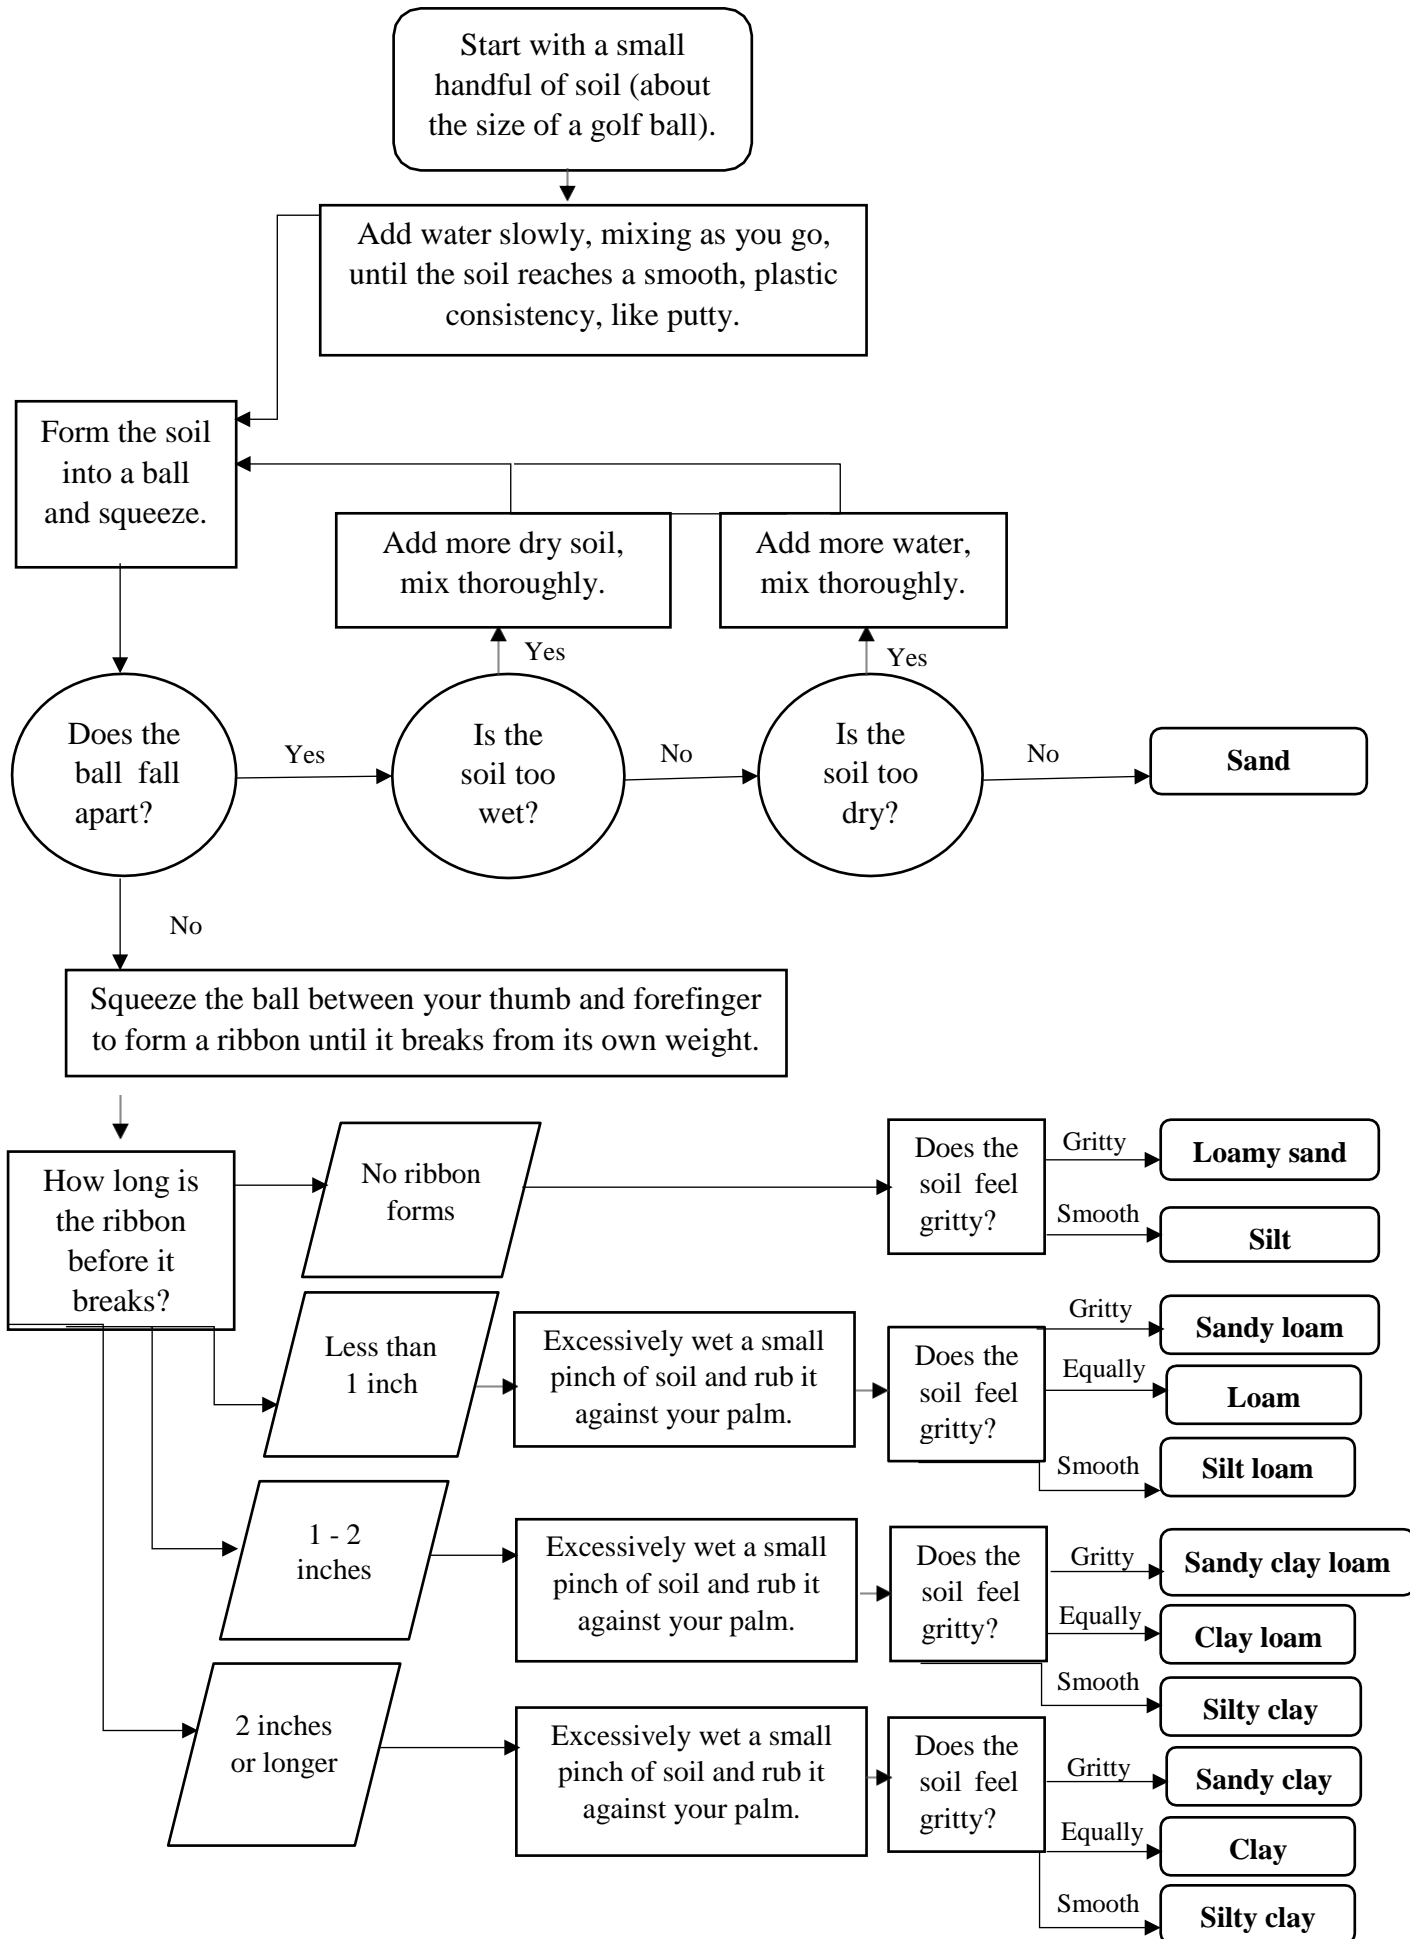 Start with a small
handful of soil (about
the size of a golf ball).
Add water slowly, mixing as you go,
until the soil reaches a smooth, plastic
consistency, like putty.
Form the soil
into a ball
and squeeze.
Add more dry soil,
mix thoroughly.
Add more water,
mix thoroughly.
Yes
Yes
Does the
ball fall
apart?
Yes
Is the
soil too
wet?
No
Is the
soil too
dry?
No
Sand
No
Squeeze the ball between your thumb and forefinger
to form a ribbon until it breaks from its own weight.
How long is
the ribbon
before it
breaks?
No ribbon
forms
Does the
soil feel
gritty?
Gritty
Loamy sand
Smooth
Silt
Less than
1 inch
Excessively wet a small
pinch of soil and rub it
against your palm.
Does the
soil feel
gritty?
Gritty
Sandy loam
Equally
Loam
Smooth
Silt loam
1 - 2
inches
Excessively wet a small
pinch of soil and rub it
against your palm.
Does the
soil feel
gritty?
Gritty
Sandy clay loam
Equally
Clay loam
Smooth
Silty clay
2 inches
or longer
Excessively wet a small
pinch of soil and rub it
against your palm.
Does the
soil feel
gritty?
Gritty
Sandy clay
Equally
Clay
Smooth
Silty clay